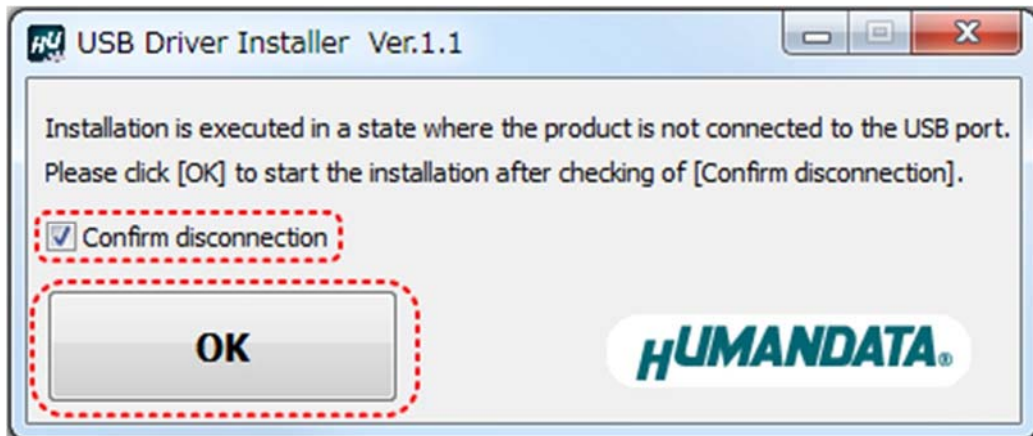 HU USB Driver Installer Ver.1.1
Installation is executed in a state where the product is not connected to the USB port.
Please click [OK] to start the installation after checking of [Confirm disconnection].
Confirm disconnection
OK
HUMANDATA®